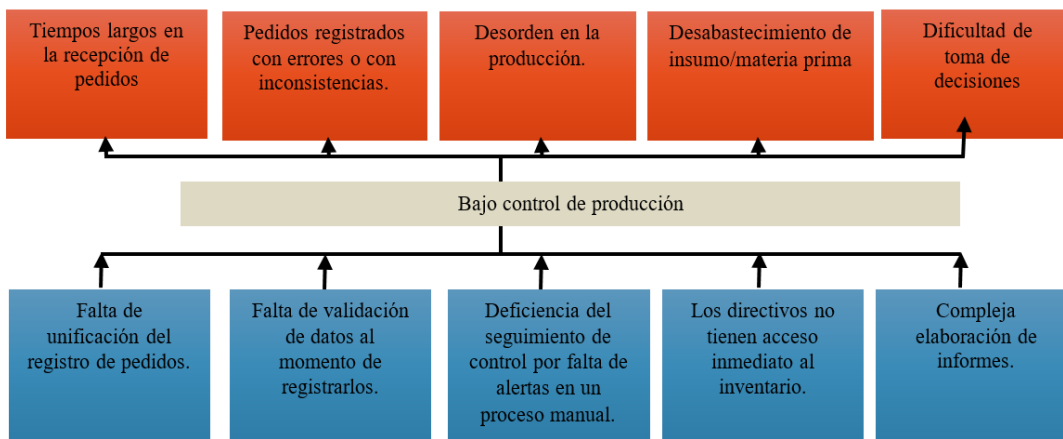 Tiempos largos en
la recepción de
pedidos
Pedidos registrados
con errores o con
inconsistencias.
Desorden en la
producción.
Desabastecimiento de
insumo/materia prima
Dificultad de
toma de
decisiones
Bajo control de producción
Falta de
unificación del
registro de pedidos.
Falta de validación
de datos al
momento de
registrarlos.
Deficiencia del
seguimiento de
control por falta de
alertas en un
proceso manual.
Los directivos no
tienen acceso
inmediato al
inventario.
Compleja
elaboración de
informes.